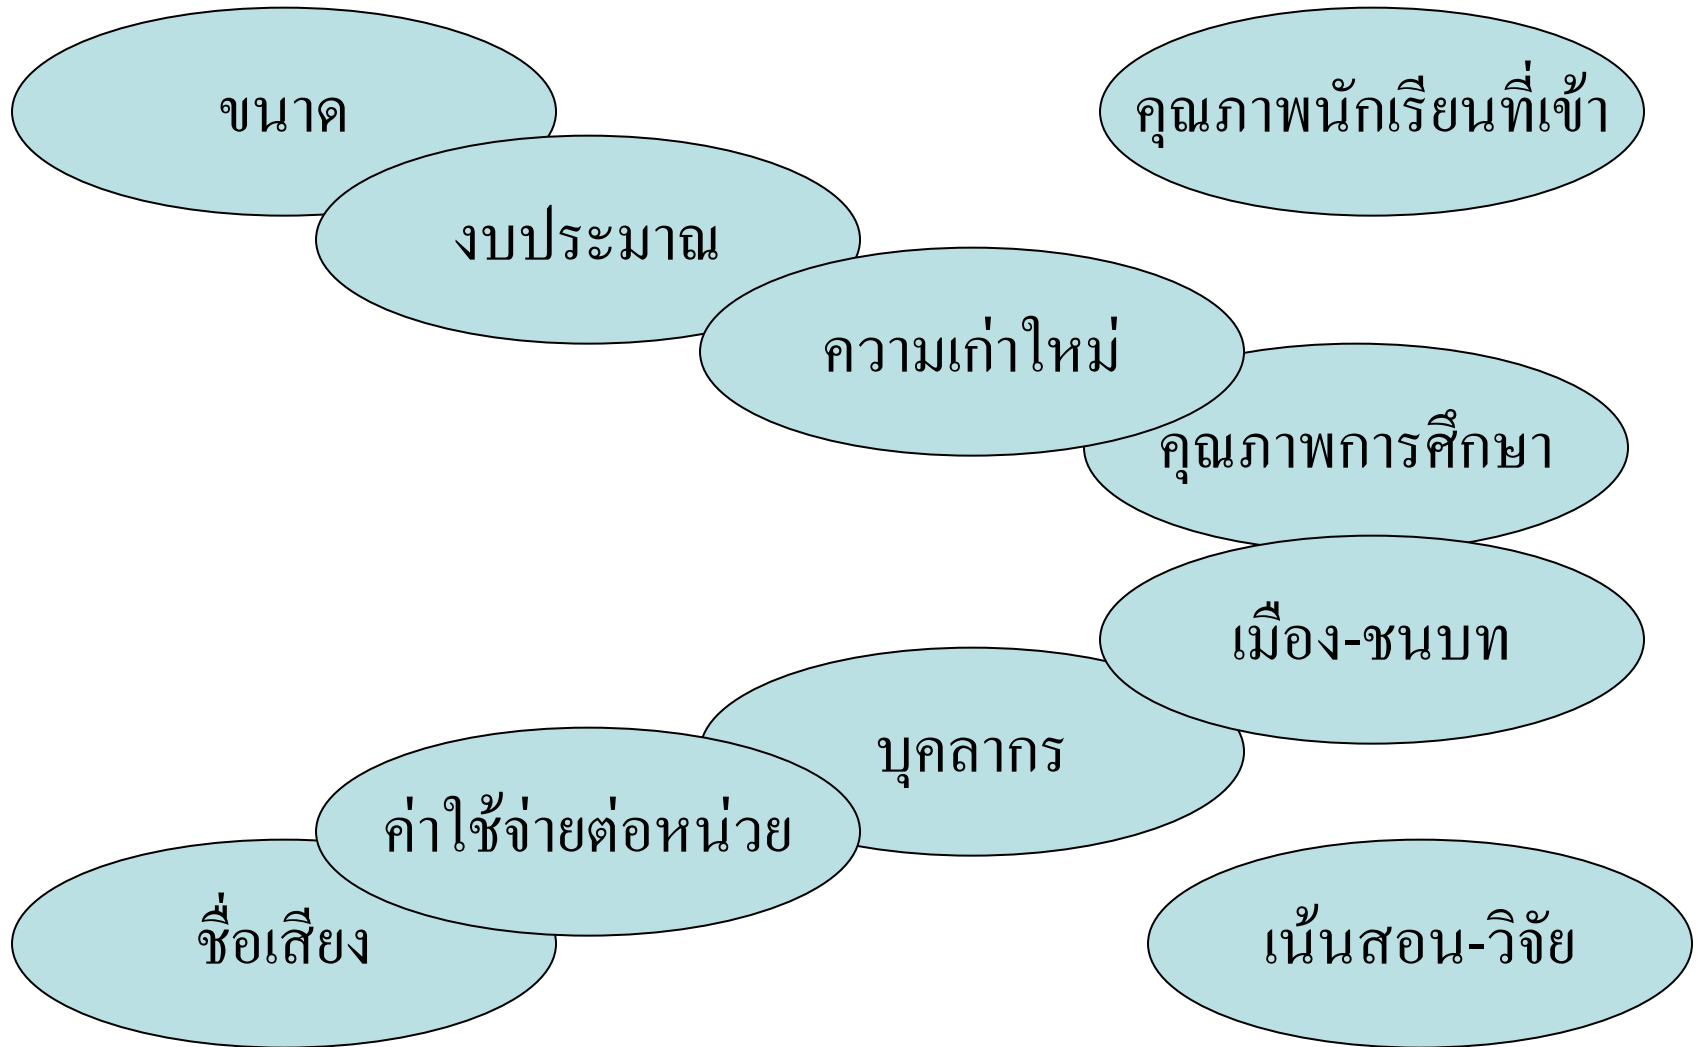 ขนาด
คุณภาพนักเรียนที่เข้า
งบประมาณ
ความเก่าใหม่
คุณภาพการศึกษา
เมือง-ชนบท
บุคลากร
ค่าใช้จ่ายต่อหน่วย
ชื่อเสียง
เน้นสอน-วิจัย